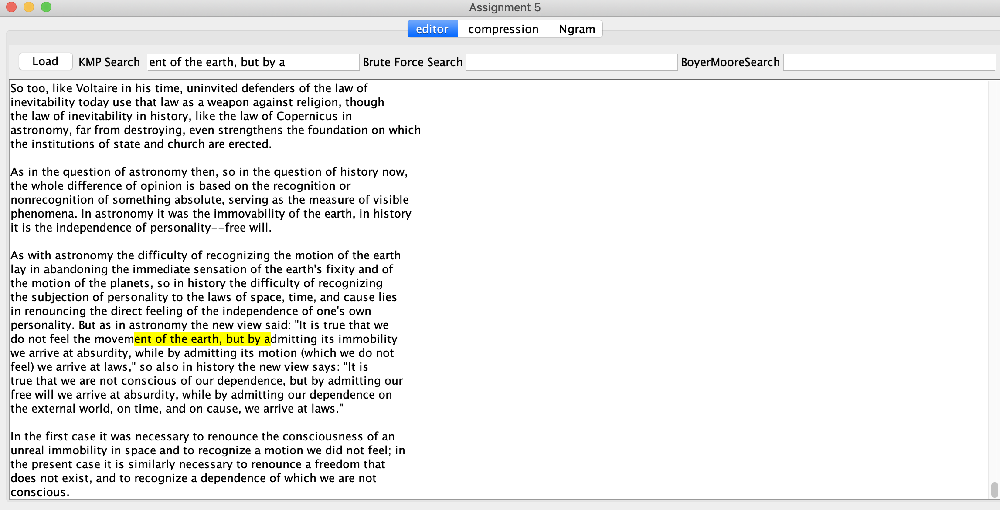 Assignment 5
editor compression Ngram
Load KMP Search ent of the earth, but by a Brute Force Search BoyerMooreSearch
So too, like Voltaire in his time, uninvited defenders of the law of
inevitability today use that law as a weapon against religion, though
the law of inevitability in history, like the law of Copernicus in
astronomy, far from destroying, even strengthens the foundation on which
the institutions of state and church are erected.
As in the question of astronomy then, so in the question of history now,
the whole difference of opinion is based on the recognition or
nonrecognition of something absolute, serving as the measure of visible
phenomena. In astronomy it was the immovability of the earth, in history
it is the independence of personality--free will.
As with astronomy the difficulty of recognizing the motion of the earth
lay in abandoning the immediate sensation of the earth's fixity and of
the motion of the planets, so in history the difficulty of recognizing
the subjection of personality to the laws of space, time, and cause lies
in renouncing the direct feeling of the independence of one's own
personality. But as in astronomy the new view said: "It is true that we
do not feel the movement of the earth, but by admitting its immobility
we arrive at absurdity, while by admitting its motion (which we do not
feel) we arrive at laws," so also in history the new view says: "It is
true that we are not conscious of our dependence, but by admitting our
free will we arrive at absurdity, while by admitting our dependence on
the external world, on time, and on cause, we arrive at laws."
In the first case it was necessary to renounce the consciousness of an
unreal immobility in space and to recognize a motion we did not feel; in
the present case it is similarly necessary to renounce a freedom that
does not exist, and to recognize a dependence of which we are not
conscious.